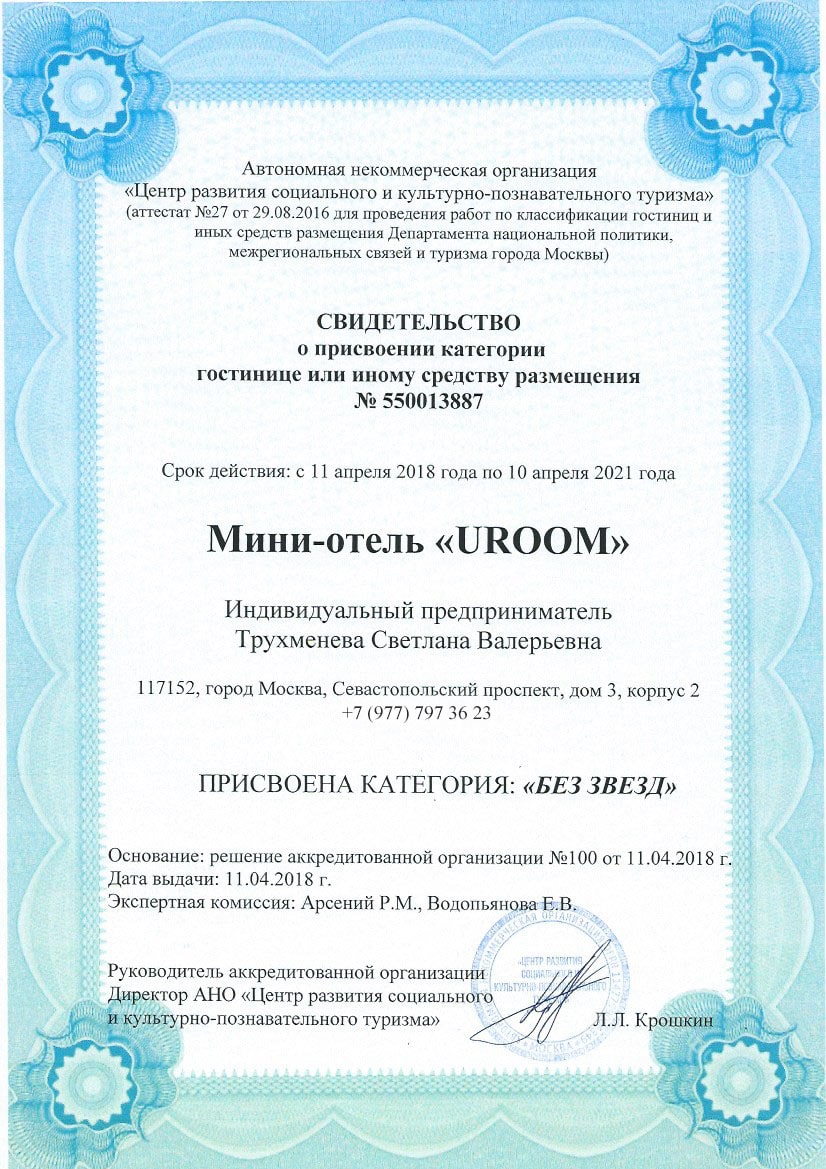 Автономная некоммерческая организация
«Центр развития социального и культурно-познавательного туризма»
(аттестат №27 от 29.08.2016 для проведения работ по классификации гостиниц и
иных средств размещения Департамента национальной политики,
межрегиональных связей и туризма города Москвы)
СВИДЕТЕЛЬСТВО
о присвоении категории
гостинице или иному средству размещения
№ 550013887
Срок действия: с 11 апреля 2018 года по 10 апреля 2021 года
Мини-отель «UROOM»
Индивидуальный предприниматель
Трухменева Светлана Валерьевна
117152, город Москва, Севастопольский проспект, дом 3, корпус 2
+7 (977) 797 36 23
ПРИСВОЕНА КАТЕГОРИЯ: «БЕЗ ЗВЕЗД»
Основание: решение аккредитованной организации №100 от 11.04.2018 г.
Дата выдачи: 11.04.2018 г.
Экспертная комиссия: Арсений Р.М., Водопьянова Е.В.
Руководитель аккредитованной организации
Директор АНО «Центр развития социального
и культурно-познавательного туризма»
Л.Л. Крошкин
«ЦЕНТР РАЗВИТИЯ
МОСКВА